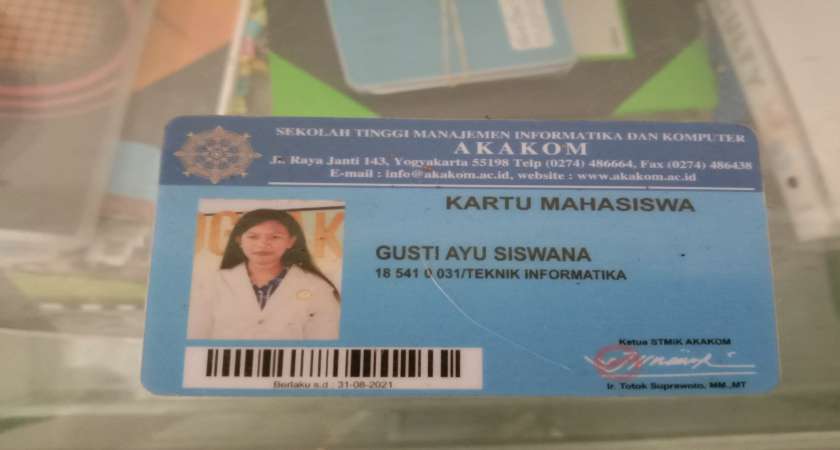 SEKOLAH TINGGI MANAJEMEN INFORMATIKA DAN KOMPUTER
AKAKOM
JL. Raya Janti 143, Yogyakarta 55198 Telp (0274) 486664, Fax (0274) 486438
E-mail : info@akakom.ac.id, website : www.akakom.ac.id
KARTU MAHASISWA
GUSTI AYU SISWANA
18 541 0 031/TEKNIK INFORMATIKA
Berlaku s.d : 31-08-2021
Ketua STMIK AKAKOM
Ir. Totok Suprawoto, MM.,MT